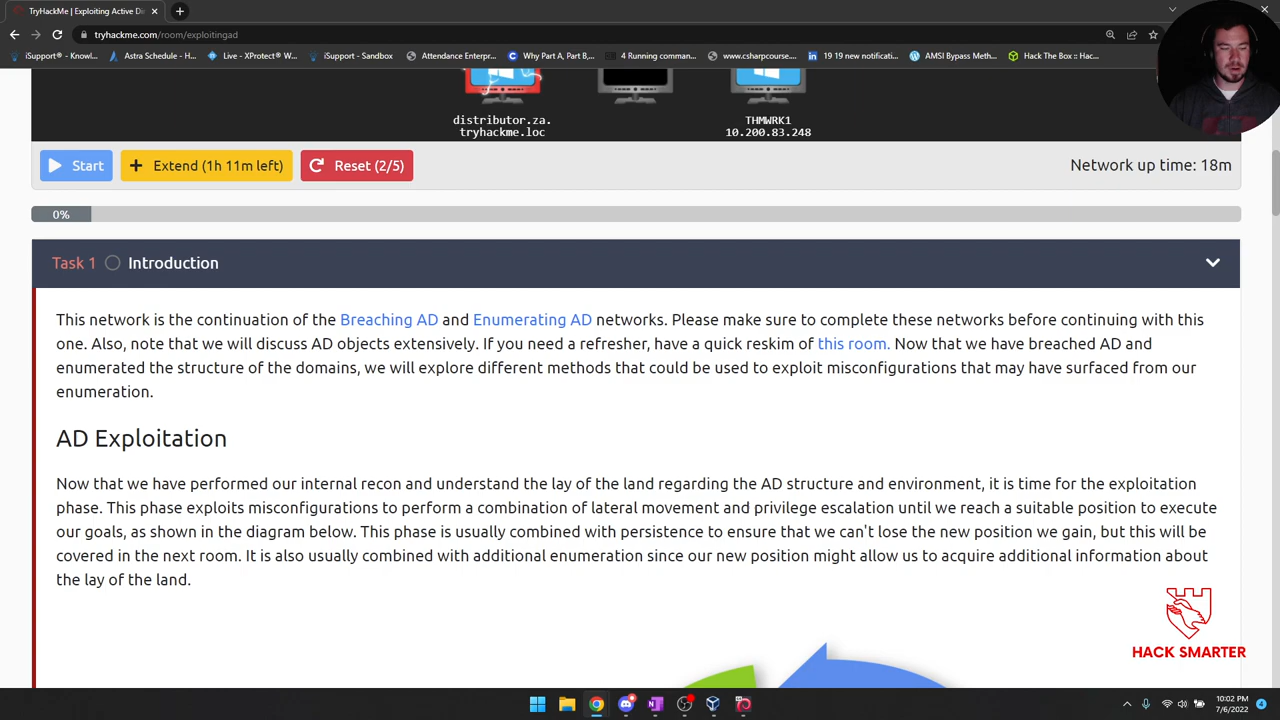 TryHackMe | Exploiting Active Di
tryhackme.com/room/exploitingad
iSupport - Knowl...
Astra Schedule - H...
Live - XProtect® W...
iSupport - Sandbox
Attendance Enterpr...
Why Part A, Part B,...
4 Running comman...
www.csharpcourse....
19 19 new notificati...
AMSI Bypass Meth...
Hack The Box :: Hac...
distributor.za.
tryhackme.loc
THMWRK1
10.200.83.248
Start
Extend (1h 11m left)
Reset (2/5)
Network up time: 18m
0%
Task 1
Introduction
This network is the continuation of the Breaching AD and Enumerating AD networks. Please make sure to complete these networks before continuing with this
one. Also, note that we will discuss AD objects extensively. If you need a refresher, have a quick reskim of this room. Now that we have breached AD and
enumerated the structure of the domains, we will explore different methods that could be used to exploit misconfigurations that may have surfaced from our
enumeration.
AD Exploitation
Now that we have performed our internal recon and understand the lay of the land regarding the AD structure and environment, it is time for the exploitation
phase. This phase exploits misconfigurations to perform a combination of lateral movement and privilege escalation until we reach a suitable position to execute
our goals, as shown in the diagram below. This phase is usually combined with persistence to ensure that we can't lose the new position we gain, but this will be
covered in the next room. It is also usually combined with additional enumeration since our new position might allow us to acquire additional information about
the lay of the land.
HACK SMARTER
10:02 PM
7/6/2022
4